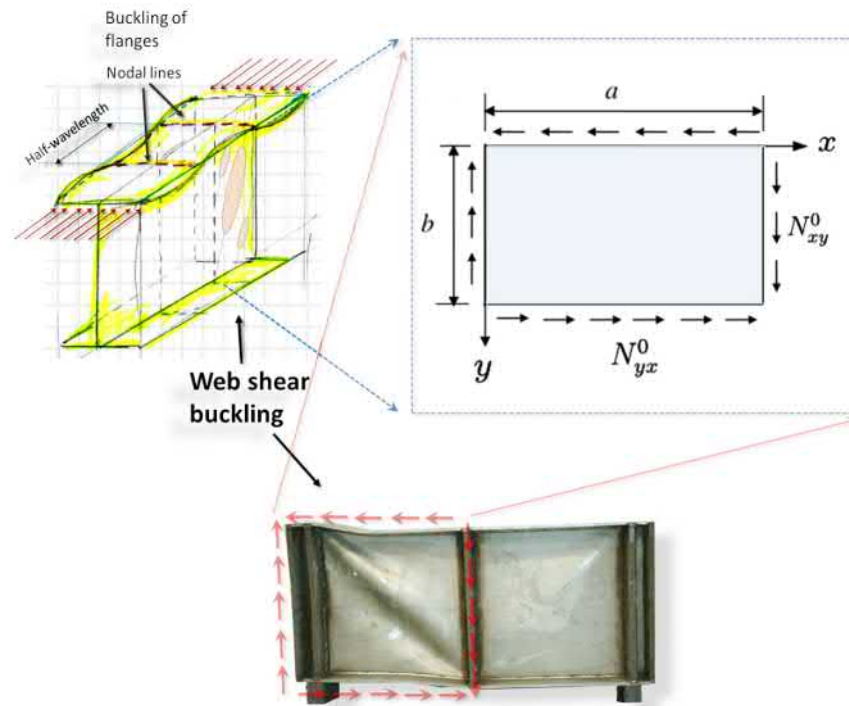 Buckling of
flanges
Nodal lines
Half-wavelength
a
x
b
N⁰xy
y
N⁰yx
Web shear
buckling